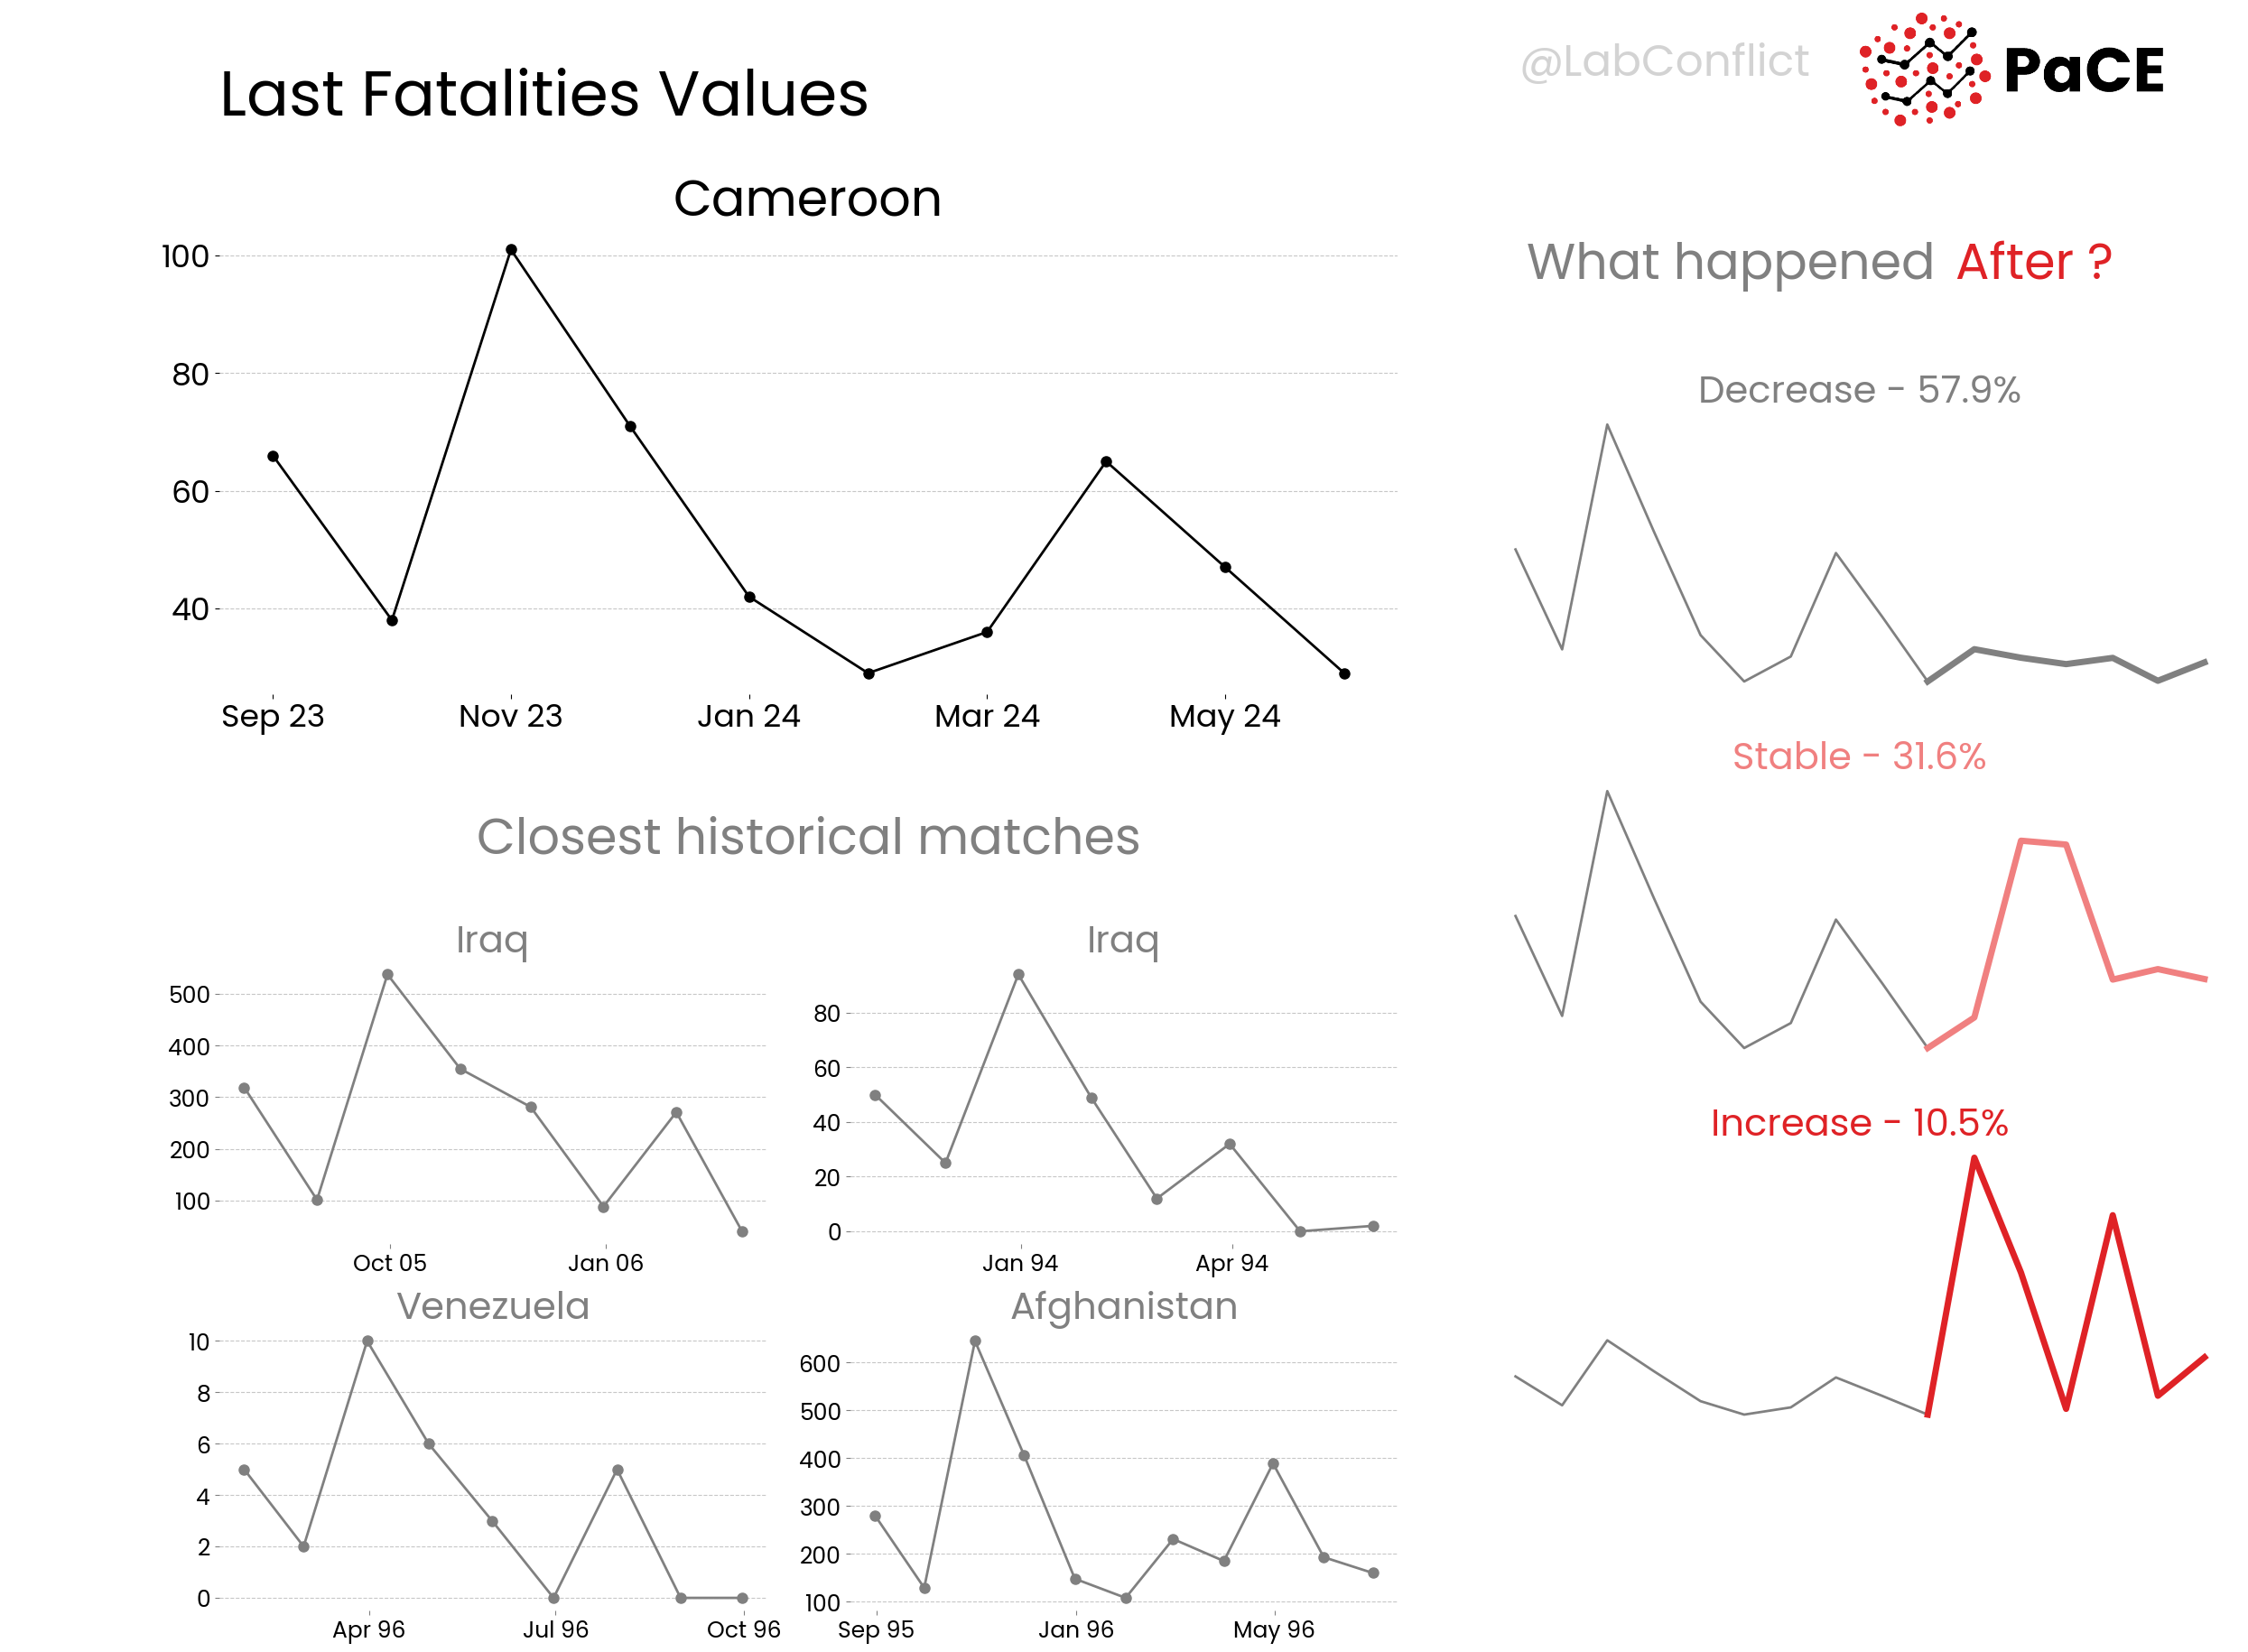 @LabConflict
PaCE
Last Fatalities Values
Cameroon
100
80
60
40
Sep 23 Nov 23 Jan 24 Mar 24 May 24
What happened After ?
Decrease - 57.9%
Stable - 31.6%
Increase - 10.5%
Closest historical matches
Iraq
500
400
300
200
100
Oct 05 Jan 06
Iraq
80
60
40
20
0
Jan 94 Apr 94
Venezuela
10
8
6
4
2
0
Apr 96 Jul 96 Oct 96
Afghanistan
600
500
400
300
200
100
Sep 95 Jan 96 May 96